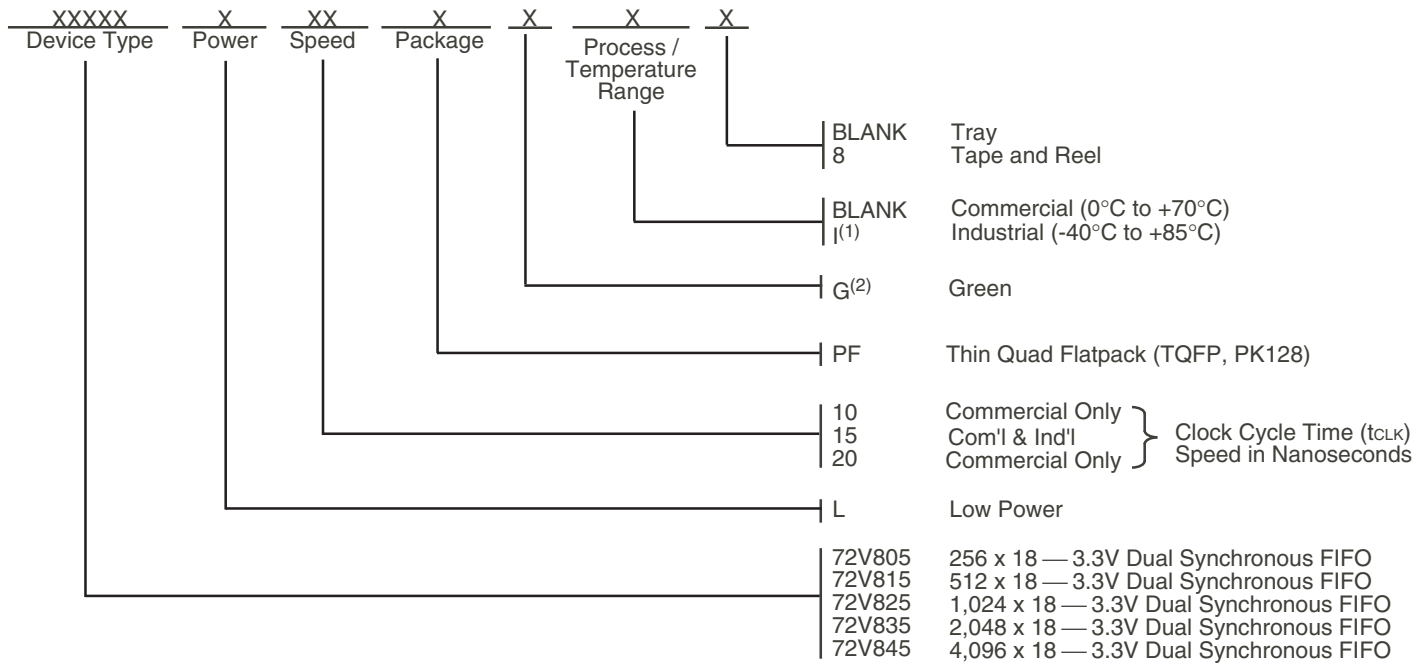 XXXXX X XX X X X X
Device Type Power Speed Package Process /
Temperature
Range
BLANK Tray
8 Tape and Reel
BLANK Commercial (0°C to +70°C)
I(1) Industrial (-40°C to +85°C)
G(2) Green
PF Thin Quad Flatpack (TQFP, PK128)
10 Commercial Only
15 Com'l & Ind'l
20 Commercial Only
Clock Cycle Time (tCLK)
Speed in Nanoseconds
L Low Power
72V805 256 x 18 — 3.3V Dual Synchronous FIFO
72V815 512 x 18 — 3.3V Dual Synchronous FIFO
72V825 1,024 x 18 — 3.3V Dual Synchronous FIFO
72V835 2,048 x 18 — 3.3V Dual Synchronous FIFO
72V845 4,096 x 18 — 3.3V Dual Synchronous FIFO